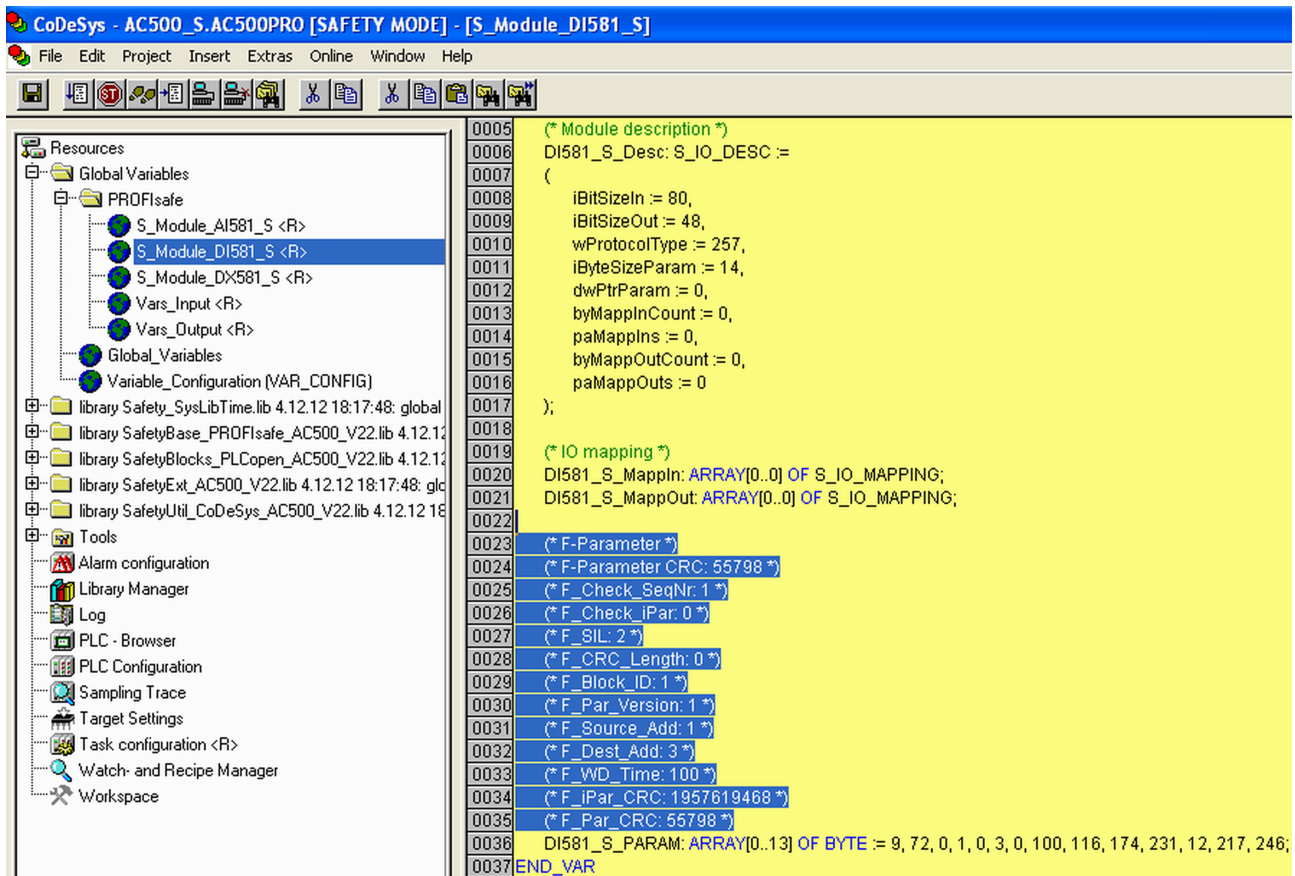 CoDeSys - AC500_S.AC500PRO [SAFETY MODE] - [S_Module_DI581_S]
File Edit Project Insert Extras Online Window Help
Resources
Global Variables
PROFIsafe
S_Module_AI581_S <R>
S_Module_DI581_S <R>
S_Module_DX581_S <R>
Vars_Input <R>
Vars_Output <R>
Global_Variables
Variable_Configuration (VAR_CONFIG)
library Safety_SysLibTime.lib 4.12.12 18:17:48: global
library SafetyBase_PROFIsafe_AC500_V22.lib 4.12.12
library SafetyBlocks_PLCopen_AC500_V22.lib 4.12.12
library SafetyExt_AC500_V22.lib 4.12.12 18:17:48: glo
library SafetyUtil_CoDeSys_AC500_V22.lib 4.12.12 18
Tools
Alarm configuration
Library Manager
Log
PLC - Browser
PLC Configuration
Sampling Trace
Target Settings
Task configuration <R>
Watch- and Recipe Manager
Workspace
0005 (* Module description *)
0006 DI581_S_Desc: S_IO_DESC :=
0007 (
0008 iBitSizeIn := 80,
0009 iBitSizeOut := 48,
0010 wProtocolType := 257,
0011 iByteSizeParam := 14,
0012 dwPtrParam := 0,
0013 byMappInCount := 0,
0014 paMappIns := 0,
0015 byMappOutCount := 0,
0016 paMappOuts := 0
0017 );
0018
0019 (* IO mapping *)
0020 DI581_S_MappIn: ARRAY[0..0] OF S_IO_MAPPING;
0021 DI581_S_MappOut: ARRAY[0..0] OF S_IO_MAPPING;
0022
0023 (* F-Parameter *)
0024 (* F-Parameter CRC: 55798 *)
0025 (* F_Check_SeqNr: 1 *)
0026 (* F_Check_iPar: 0 *)
0027 (* F_SIL: 2 *)
0028 (* F_CRC_Length: 0 *)
0029 (* F_Block_ID: 1 *)
0030 (* F_Par_Version: 1 *)
0031 (* F_Source_Add: 1 *)
0032 (* F_Dest_Add: 3 *)
0033 (* F_WD_Time: 100 *)
0034 (* F_iPar_CRC: 1957619468 *)
0035 (* F_Par_CRC: 55798 *)
0036 DI581_S_PARAM: ARRAY[0..13] OF BYTE := 9, 72, 0, 1, 0, 3, 0, 100, 116, 174, 231, 12, 217, 246;
0037 END_VAR